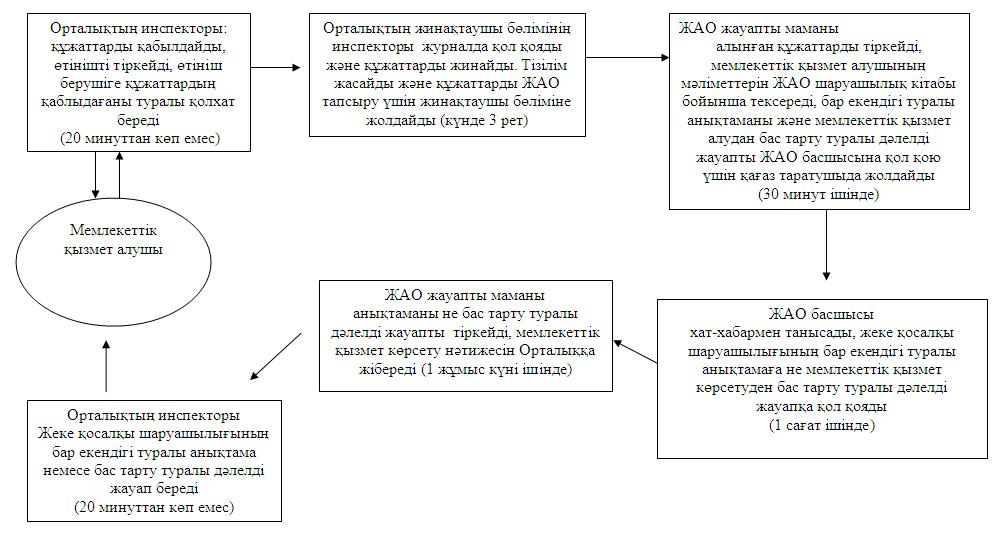 Орталықтың инспекторы:
құжаттарды қабылдайды,
өтінішті тіркейді, өтініш
берушіге құжаттардың
қаблыдағаны туралы қолхат
береді
(20 минуттан көп емес)
Орталықтың жинақтаушы бөлімінің
инспекторы журналда қол қояды
және құжаттарды жинайды. Тізілім
жасайды және құжаттарды ЖАО
тапсыру үшін жинақтаушы бөліміне
жолдайды (күнде 3 рет)
ЖАО жауапты маманы
алынған құжаттарды тіркейді,
мемлекеттік қызмет алушының
мәліметтерін ЖАО шаруашылық кітабы
бойынша тексереді, бар екендігі туралы
анықтаманы және мемлекеттік қызмет
алудан бас тарту туралы дәлелді
жауапты ЖАО басшысына қол қою
үшін қағаз таратушыда жолдайды
(30 минут ішінде)
Мемлекеттік
қызмет алушы
ЖАО жауапты маманы
анықтаманы не бас тарту туралы
дәлелді жауапты тіркейді, мемлекеттік
қызмет көрсету нәтижесін Орталыққа
жібереді (1 жұмыс күні ішінде)
ЖАО басшысы
хат-хабармен танысады, жеке қосалқы
шаруашылығының бар екендігі туралы
анықтамаға не мемлекеттік қызмет
көрсетуден бас тарту туралы дәлелді
жауапқа қол қояды
(1 сағат ішінде)
Орталықтың инспекторы
Жеке қосалқы шаруашылығының
бар екендігі туралы анықтама
немесе бас тарту туралы дәлелді
жауап береді
(20 минуттан көп емес)